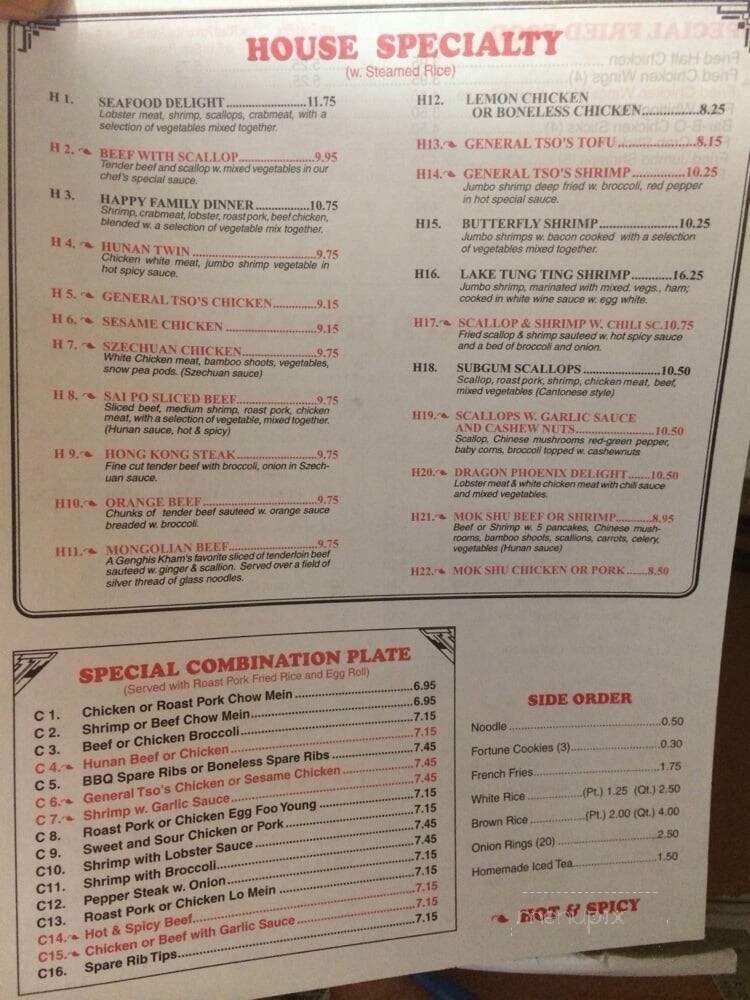 HOUSE SPECIALTY
(w. Steamed Rice)
H 1. SEAFOOD DELIGHT..........................11.75
Lobster meat, shrimp, scallops, crabmeat, with a
selection of vegetables mixed together.
H 2. BEEF WITH SCALLOP.........................9.95
Tender beef and scallop w. mixed vegetables in our
chef's special sauce.
H 3. HAPPY FAMILY DINNER.................10.75
Shrimp, crabmeat, lobster, roast pork, beef chicken,
blended w. a selection of vegetable mix together.
H 4. HUNAN TWIN .......................................9.75
Chicken white meat, jumbo shrimp vegetable in
hot spicy sauce.
H 5. GENERAL TSO'S CHICKEN..................9.15
H 6. SESAME CHICKEN ..............................9.15
H 7. SZECHUAN CHICKEN.........................9.75
White Chicken meat, bamboo shoots, vegetables,
snow pea pods. (Szechuan sauce)
H 8. SAI PO SLICED BEEF...........................9.75
Sliced beef, medium shrimp, roast pork, chicken
meat, with a selection of vegetable, mixed together.
(Hunan sauce, hot & spicy)
H 9. HONG KONG STEAK...........................9.75
Fine cut tender beef with broccoli, onion in Szech-
uan sauce.
H10. ORANGE BEEF....................................9.75
Chunks of tender beef sauteed w. orange sauce
breaded w. broccoli.
H11. MONGOLIAN BEEF.............................9.75
A Genghis Kham's favorite sliced of tenderloin beef
sauteed w. ginger & scallion. Served over a field of
silver thread of glass noodles.
H12. LEMON CHICKEN
OR BONELESS CHICKEN.................8.25
H13. GENERAL TSO'S TOFU .......................8.15
H14. GENERAL TSO'S SHRIMP.................10.25
Jumbo shrimp deep fried w. broccoli, red pepper
in hot special sauce.
H15. BUTTERFLY SHRIMP.......................10.25
Jumbo shrimps w. bacon cooked with a selection
of vegetables mixed together.
H16. LAKE TUNG TING SHRIMP............16.25
Jumbo shrimp, marinated with mixed. vegs., ham;
cooked in white wine sauce w. egg white.
H17. SCALLOP & SHRIMP W. CHILI SC.10.75
Fried scallop & shrimp sauteed w. hot spicy sauce
and a bed of broccoli and onion.
H18. SUBGUM SCALLOPS .......................10.50
Scallop, roast pork, shrimp, chicken meat, beef,
mixed vegetables (Cantonese style)
H19. SCALLOPS W. GARLIC SAUCE
AND CASHEW NUTS.......................10.50
Scallop, Chinese mushrooms red-green pepper,
baby corns, broccoli topped w. cashewnuts
H20. DRAGON PHOENIX DELIGHT.......10.50
Lobster meat & white chicken meat with chili sauce
and mixed vegetables.
H21. MOK SHU BEEF OR SHRIMP...........8.95
Beef or Shrimp w. 5 pancakes, Chinese mush-
rooms, bamboo shoots, scallions, carrots, celery,
vegetables (Hunan sauce)
H22. MOK SHU CHICKEN OR PORK......8.50
SPECIAL COMBINATION PLATE
(Served with Roast Pork Fried Rice and Egg Roll)
C 1. Chicken or Roast Pork Chow Mein ..........................6.95
C 2. Shrimp or Beef Chow Mein.......................................6.95
C 3. Beef or Chicken Broccoli..........................................7.15
C 4. Hunan Beef or Chicken.............................................7.15
C 5. BBQ Spare Ribs or Boneless Spare Ribs .................7.45
C 6. General Tso's Chicken or Sesame Chicken ..............7.45
C 7. Shrimp w. Garlic Sauce............................................7.45
C 8. Roast Pork or Chicken Egg Foo Young ....................7.15
C 9. Sweet and Sour Chicken or Pork..............................7.15
C10. Shrimp with Lobster Sauce ......................................7.45
C11. Shrimp with Broccoli.................................................7.45
C12. Pepper Steak w. Onion.............................................7.15
C13. Roast Pork or Chicken Lo Mein ................................7.15
C14. Hot & Spicy Beef......................................................7.15
C15. Chicken or Beef with Garlic Sauce ...........................7.15
C16. Spare Rib Tips..........................................................7.15
SIDE ORDER
Noodle ...........................................0.50
Fortune Cookies (3)........................0.30
French Fries...................................1.75
White Rice ...............(Pt.) 1.25 (Qt.) 2.50
Brown Rice ...............(Pt.) 2.00 (Qt.) 4.00
Onion Rings (20) ............................2.50
Homemade Iced Tea.......................1.50
HOT & SPICY
menupix